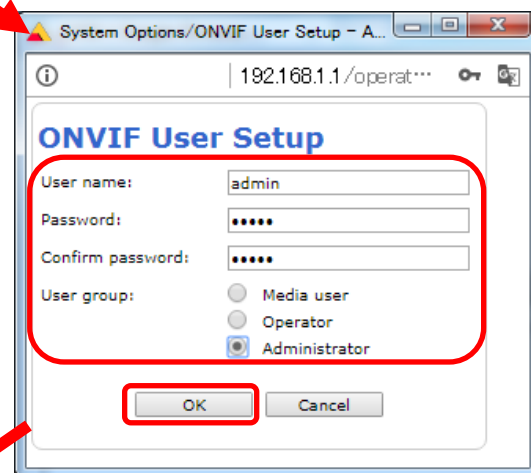 System Options/ONVIF User Setup - A...
192.168.1.1/operat…
ONVIF User Setup
User name: admin
Password: •••••
Confirm password: •••••
User group: Media user
Operator
Administrator
OK Cancel